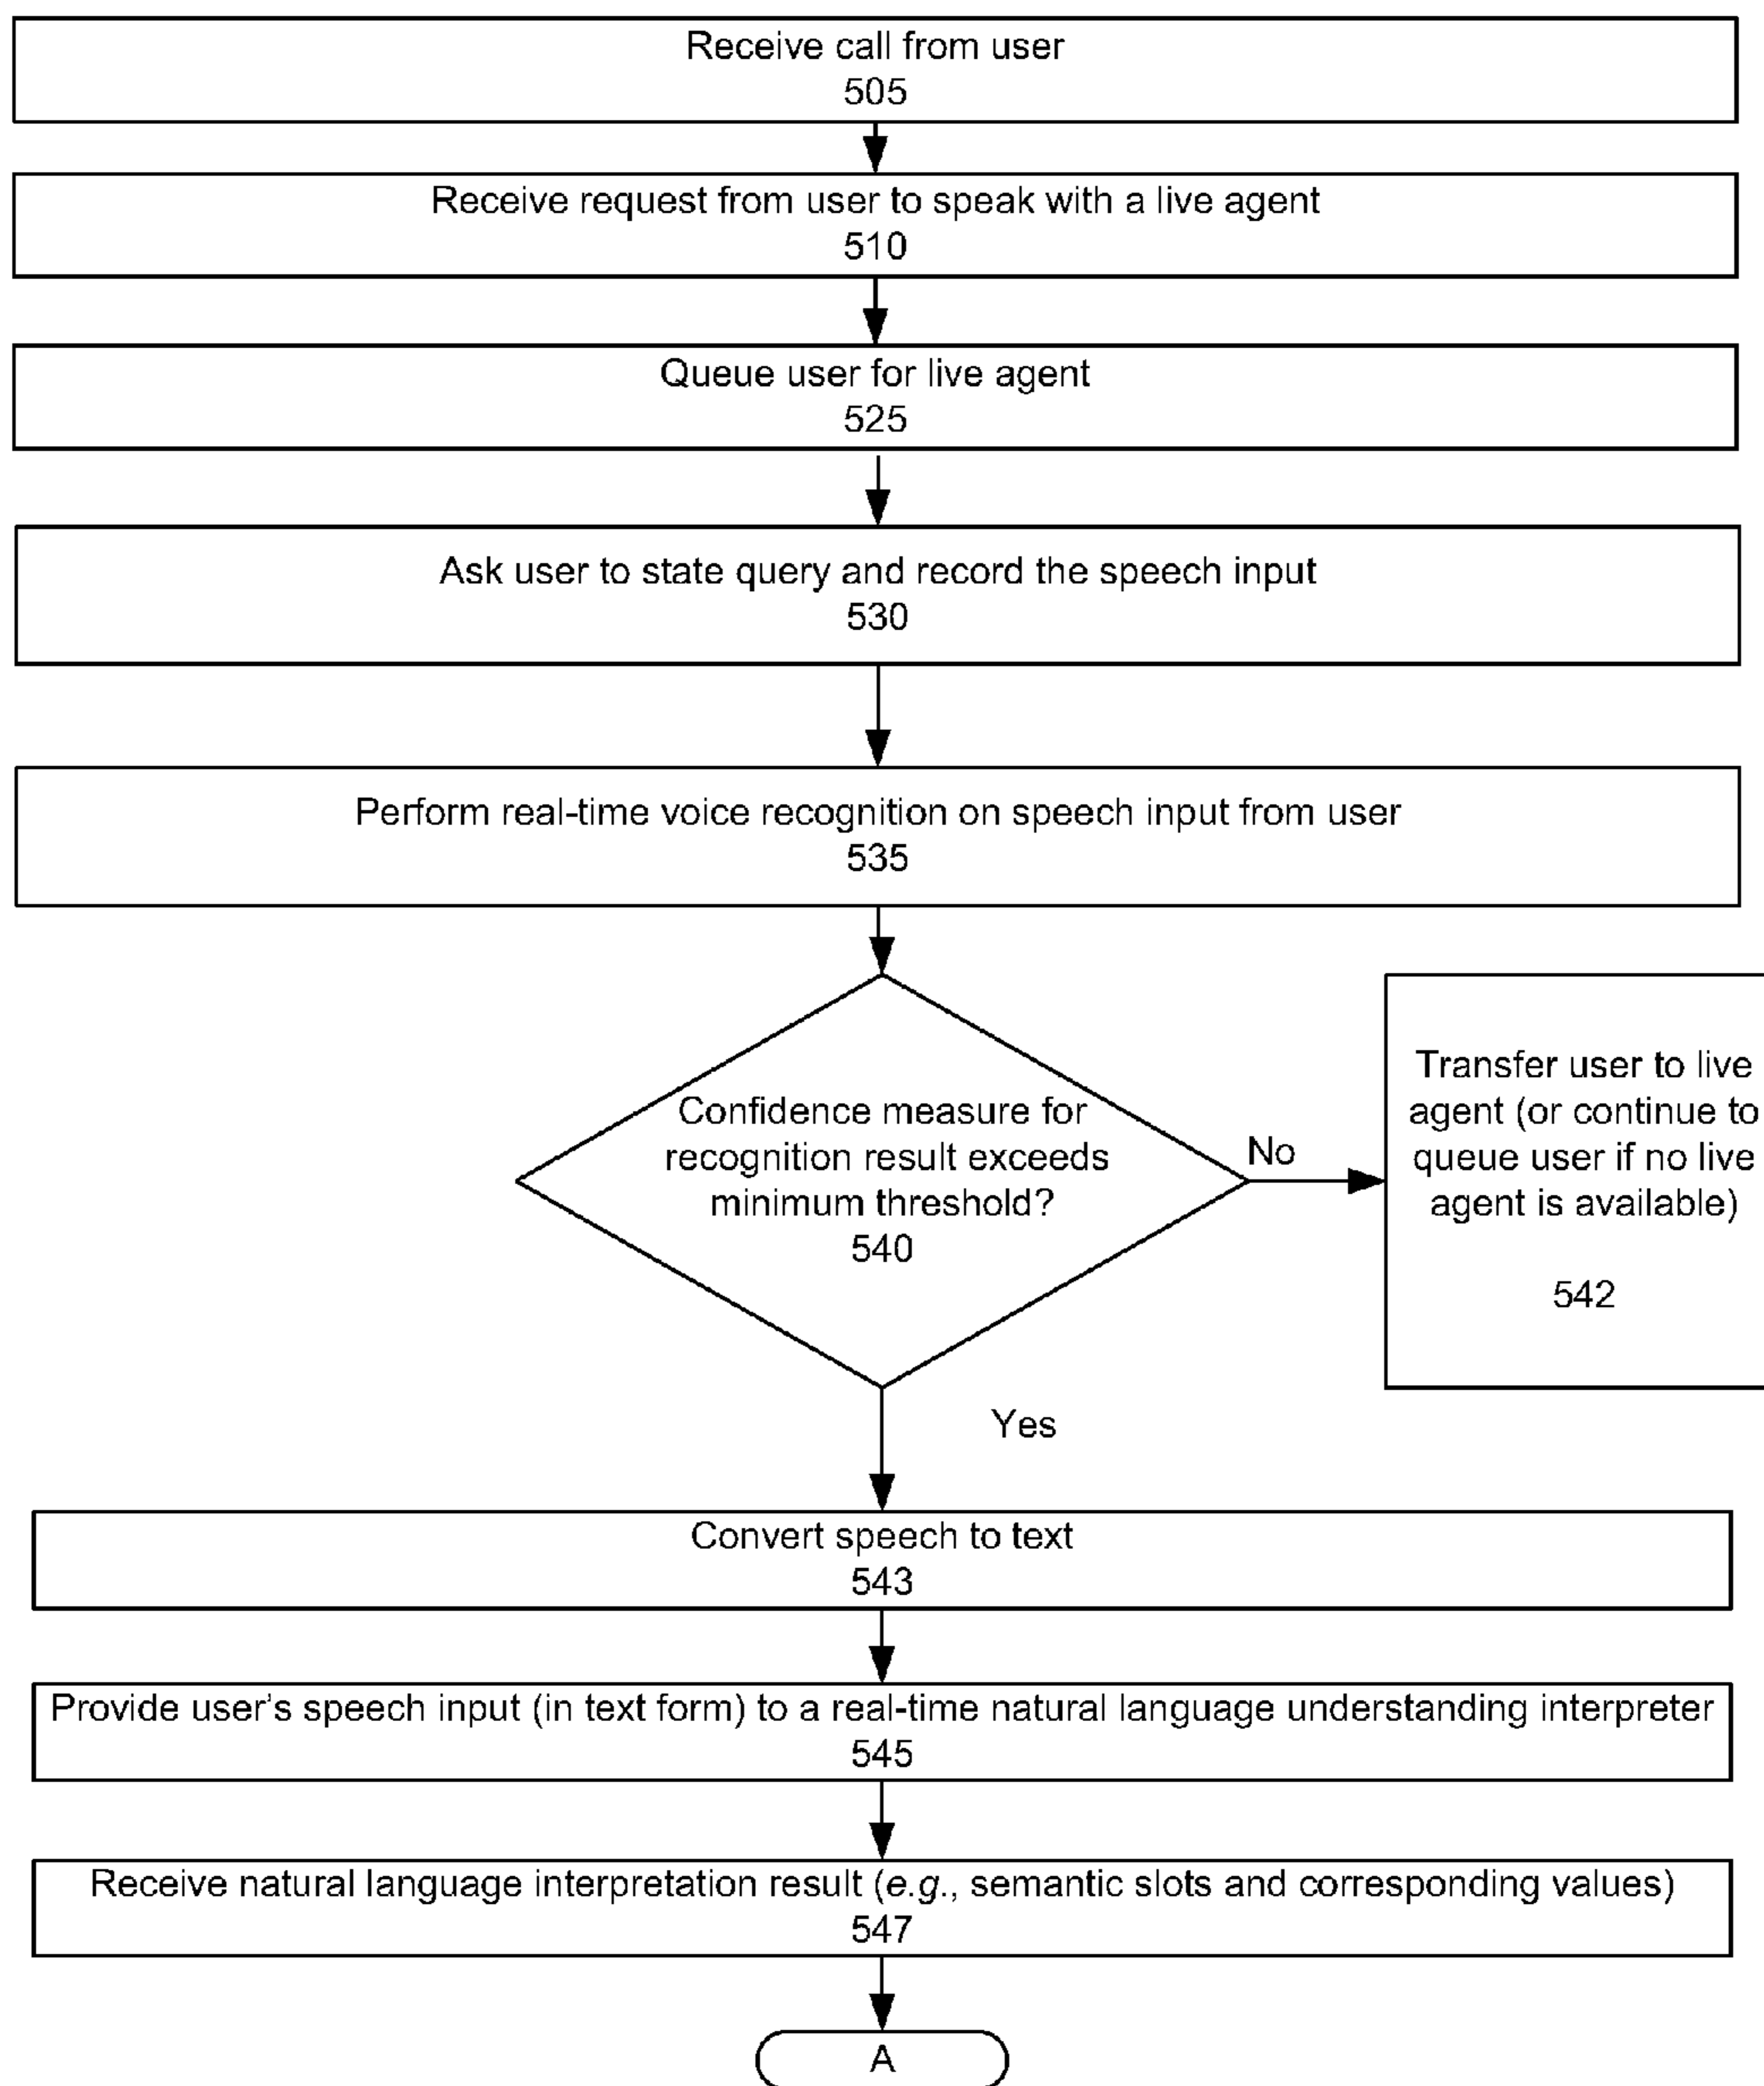 Receive call from user
505
Receive request from user to speak with a live agent
510
Queue user for live agent
525
Ask user to state query and record the speech input
530
Perform real-time voice recognition on speech input from user
535
Confidence measure for
recognition result exceeds
minimum threshold?
540
No
Transfer user to live
agent (or continue to
queue user if no live
agent is available)
542
Yes
Convert speech to text
543
Provide user's speech input (in text form) to a real-time natural language understanding interpreter
545
Receive natural language interpretation result (e.g., semantic slots and corresponding values)
547
A